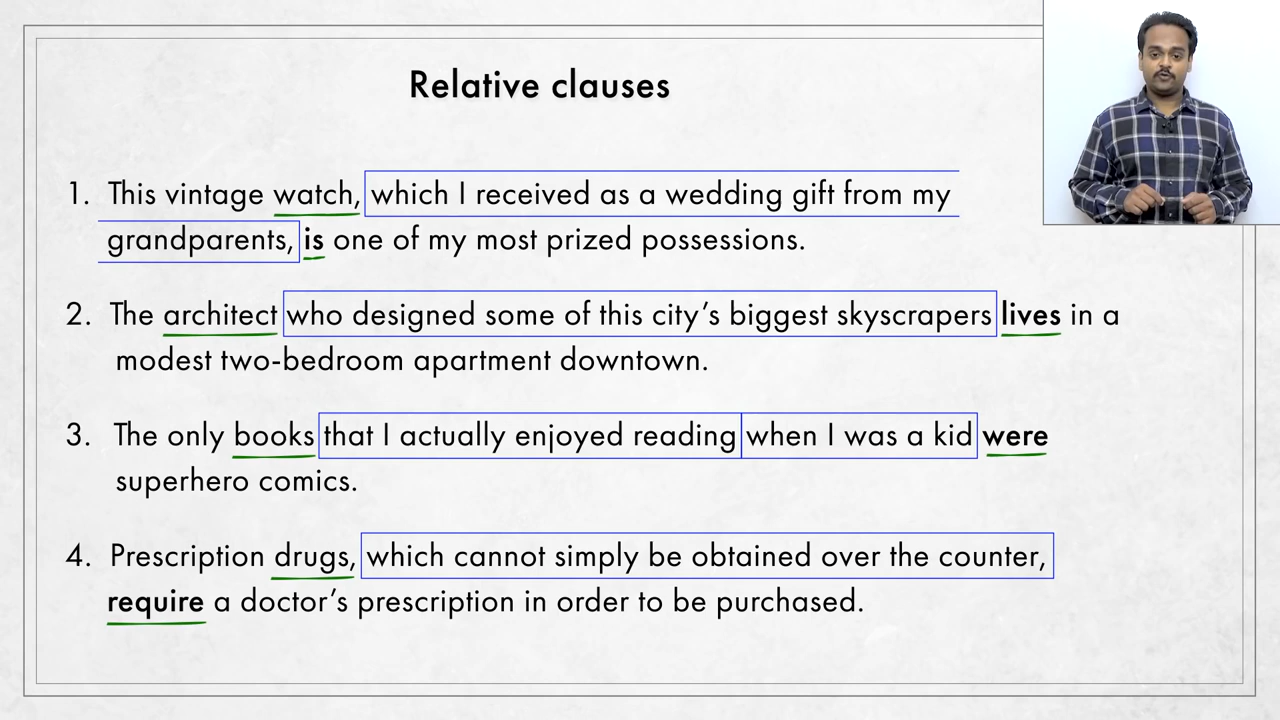 Relative clauses
1. This vintage watch, which I received as a wedding gift from my
grandparents, is one of my most prized possessions.
2. The architect who designed some of this city’s biggest skyscrapers lives in a
modest two-bedroom apartment downtown.
3. The only books that I actually enjoyed reading when I was a kid were
superhero comics.
4. Prescription drugs, which cannot simply be obtained over the counter,
require a doctor’s prescription in order to be purchased.